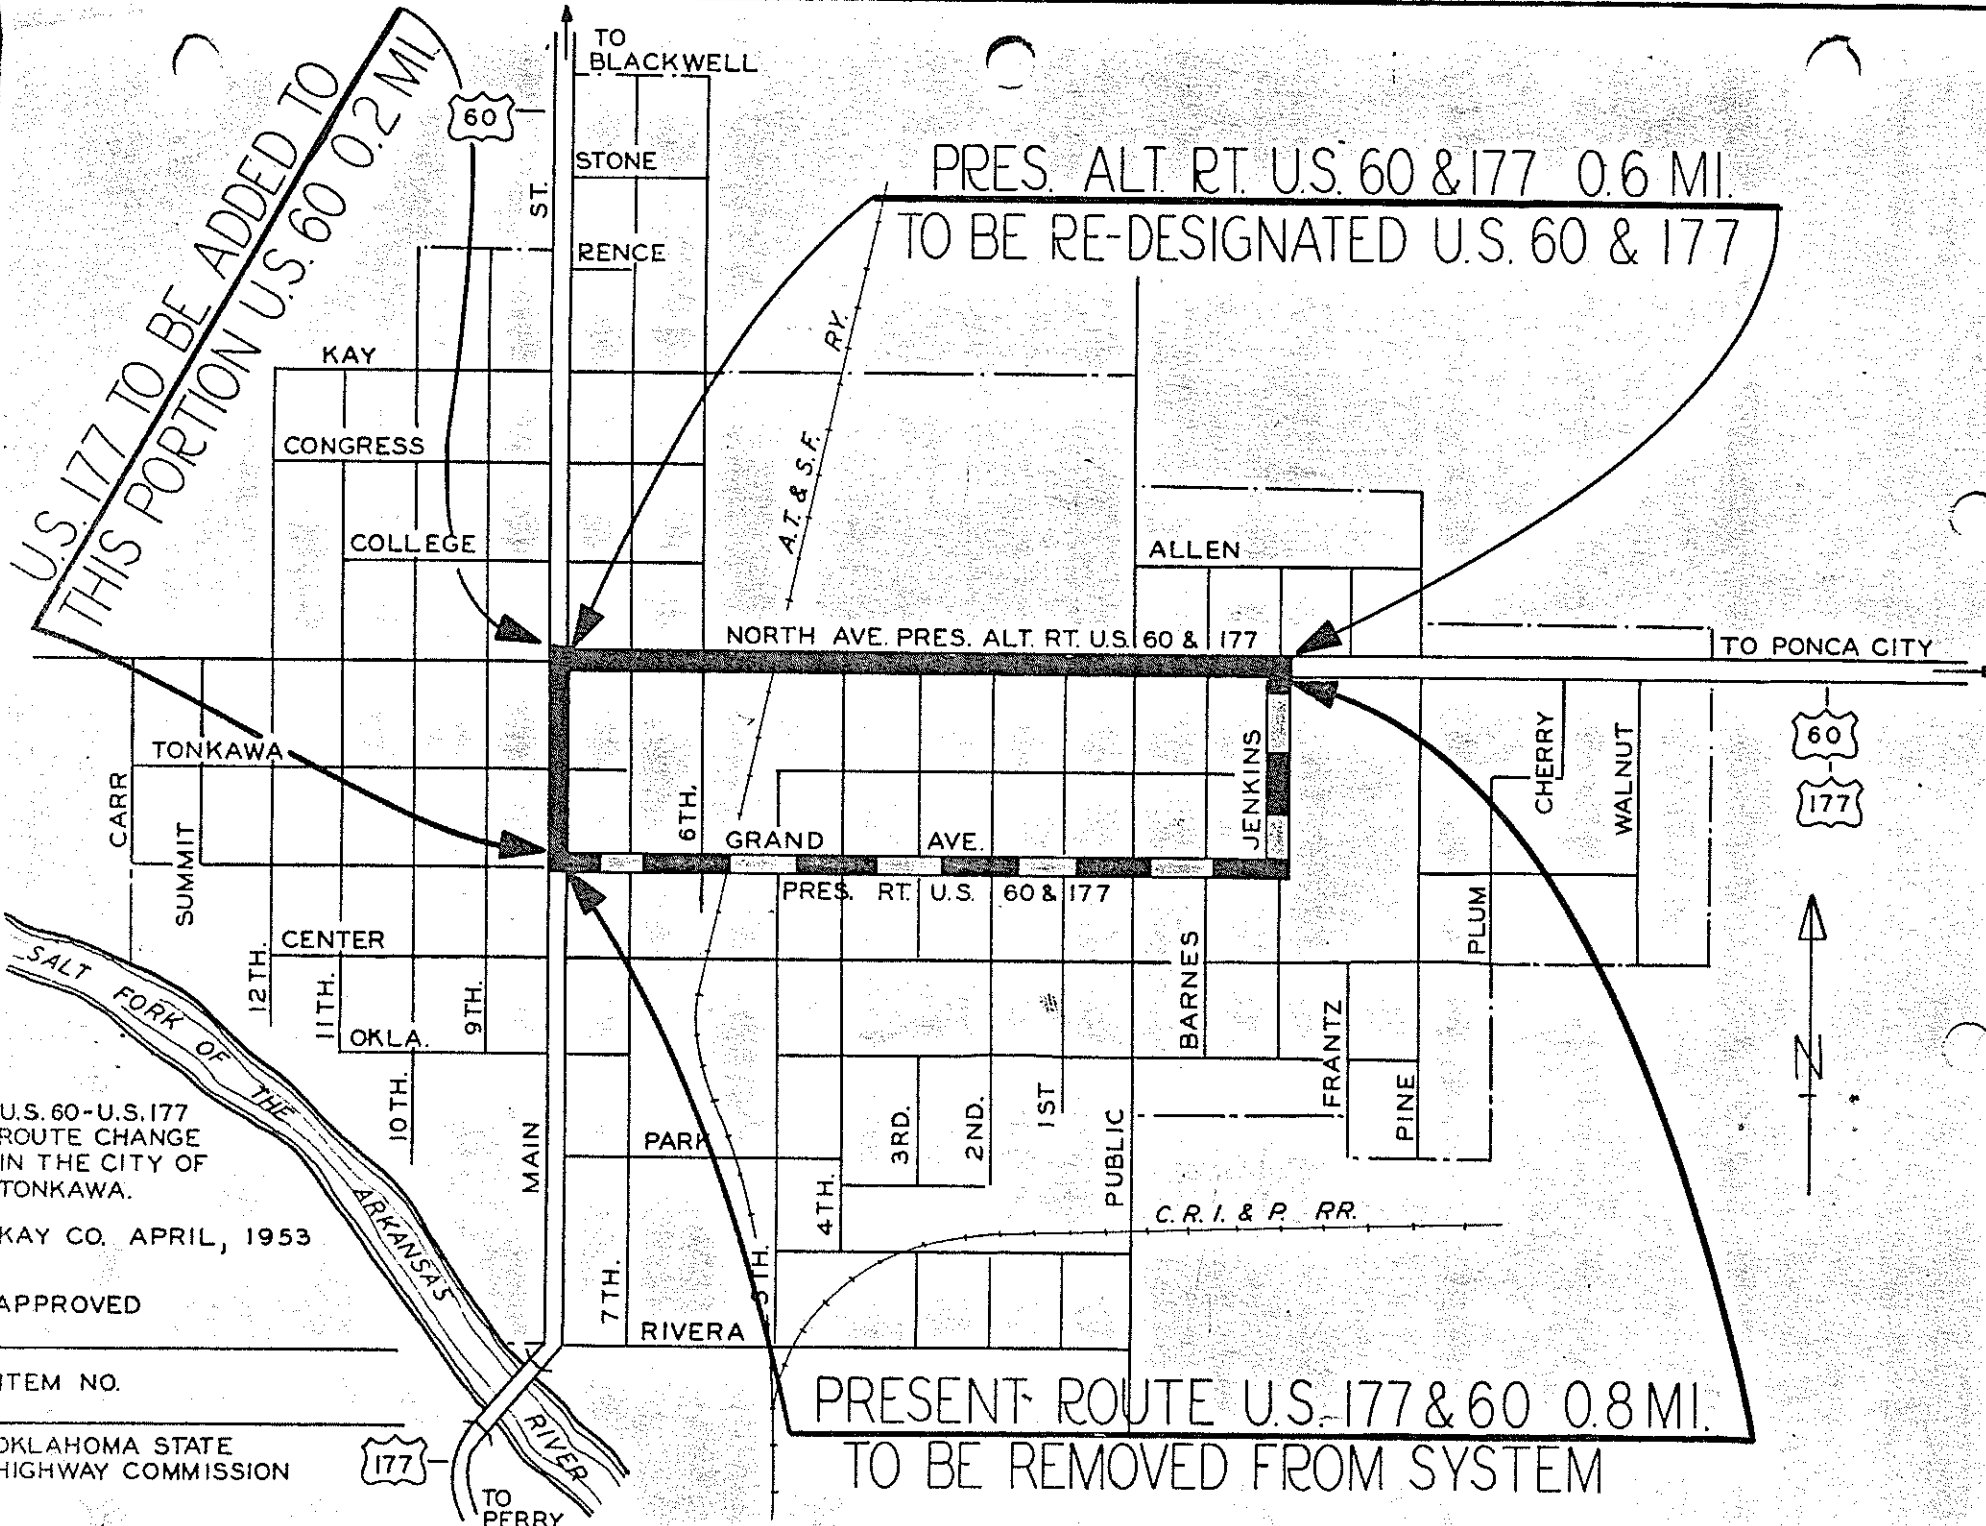 U.S. 177 TO BE ADDED TO
THIS PORTION U.S. 60 0.2 MI.
60
TO
BLACKWELL
PRES. ALT. RT. U.S. 60 & 177 0.6 MI.
TO BE RE-DESIGNATED U.S. 60 & 177
STONE
ST.
RENCE
RY.
KAY
A.T. & S.F.
CONGRESS
COLLEGE
ALLEN
NORTH AVE. PRES. ALT. RT. U.S. 60 & 177
TO PONCA CITY
60
177
TONKAWA
CARR
SUMMIT
6TH.
JENKINS
CHERRY
WALNUT
GRAND AVE.
PRES. RT. U.S. 60 & 177
PLUM
CENTER
12TH.
11TH.
9TH.
BARNES
FRANTZ
N
OKLA.
10TH.
SALT FORK OF THE ARKANSAS RIVER
MAIN
PARK
3RD.
2ND.
1ST
PUBLIC
PINE
4TH.
C.R.I. & P. RR.
7TH.
5TH.
RIVERA
U.S. 60-U.S. 177
ROUTE CHANGE
IN THE CITY OF
TONKAWA.
KAY CO. APRIL, 1953
APPROVED
ITEM NO.
OKLAHOMA STATE
HIGHWAY COMMISSION
177
TO
PERRY
PRESENT ROUTE U.S. 177 & 60 0.8 MI.
TO BE REMOVED FROM SYSTEM